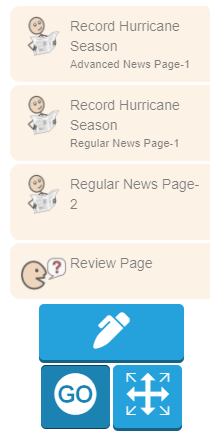 Record Hurricane
Season
Advanced News Page-1
Record Hurricane
Season
Regular News Page-1
Regular News Page-
2
Review Page
?
GO